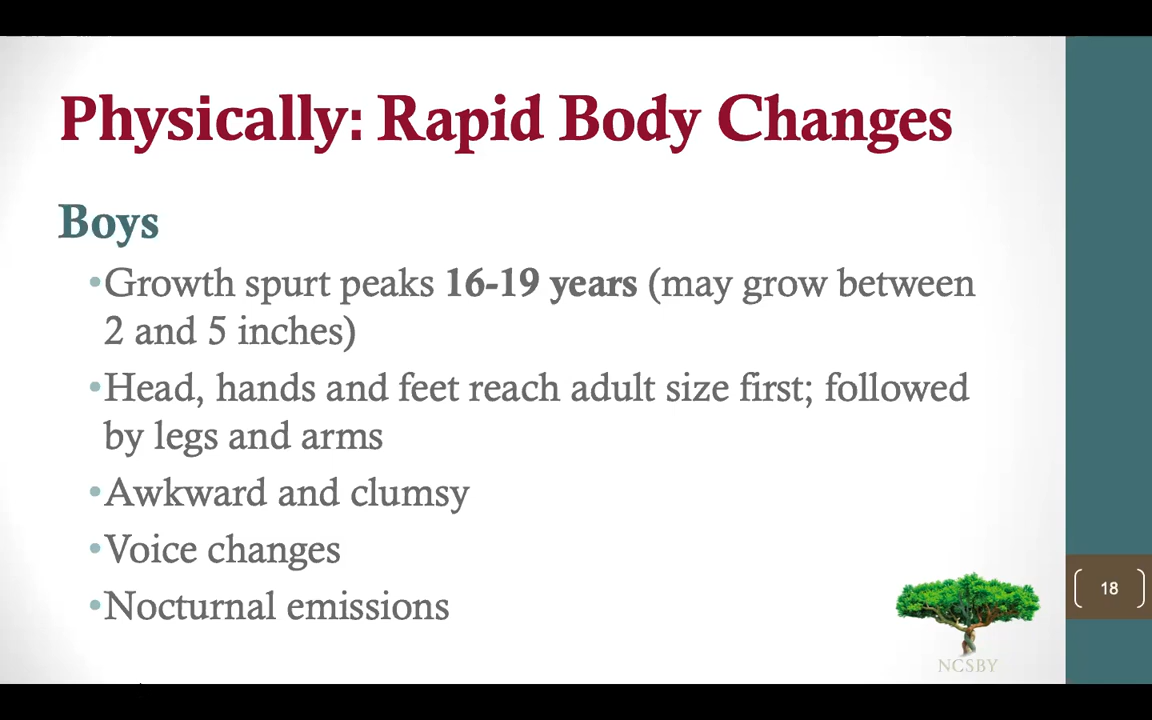 Physically: Rapid Body Changes
Boys
•Growth spurt peaks 16-19 years (may grow between
2 and 5 inches)
•Head, hands and feet reach adult size first; followed
by legs and arms
•Awkward and clumsy
•Voice changes
•Nocturnal emissions
18
NCSBY